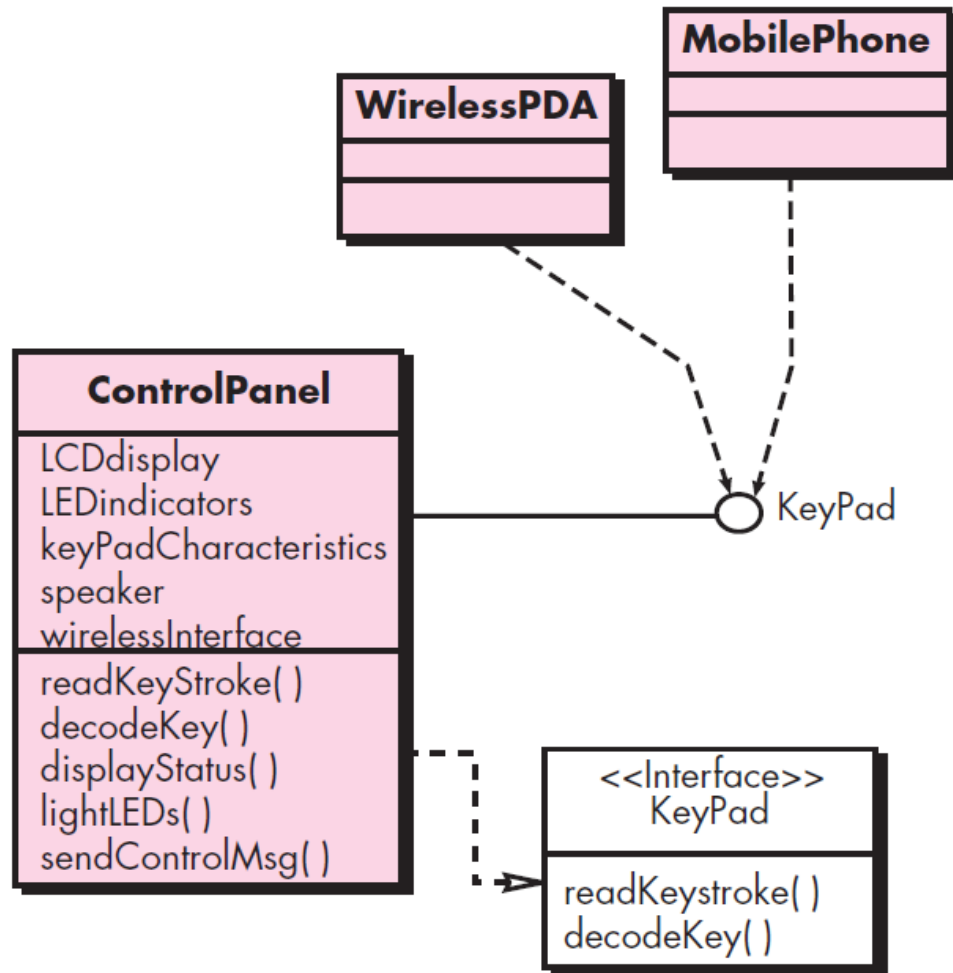 MobilePhone
WirelessPDA
ControlPanel
LCDdisplay
LEDindicators
keyPadCharacteristics
speaker
wirelessInterface
readKeyStroke( )
decodeKey( )
displayStatus( )
lightLEDs( )
sendControlMsg( )
KeyPad
<<Interface>>
KeyPad
readKeystroke( )
decodeKey( )